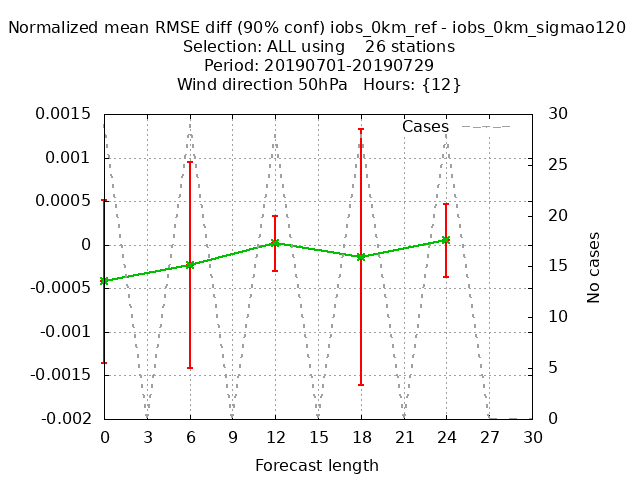 Normalized mean RMSE diff (90% conf) iobs_0km_ref - iobs_0km_sigmao120
Selection: ALL using    26 stations
Period: 20190701-20190729
Wind direction 50hPa   Hours: {12}
Cases
0.0015
0.001
0.0005
0
-0.0005
-0.001
-0.0015
-0.002
30
25
20
15
10
5
0
No cases
0 3 6 9 12 15 18 21 24 27 30
Forecast length